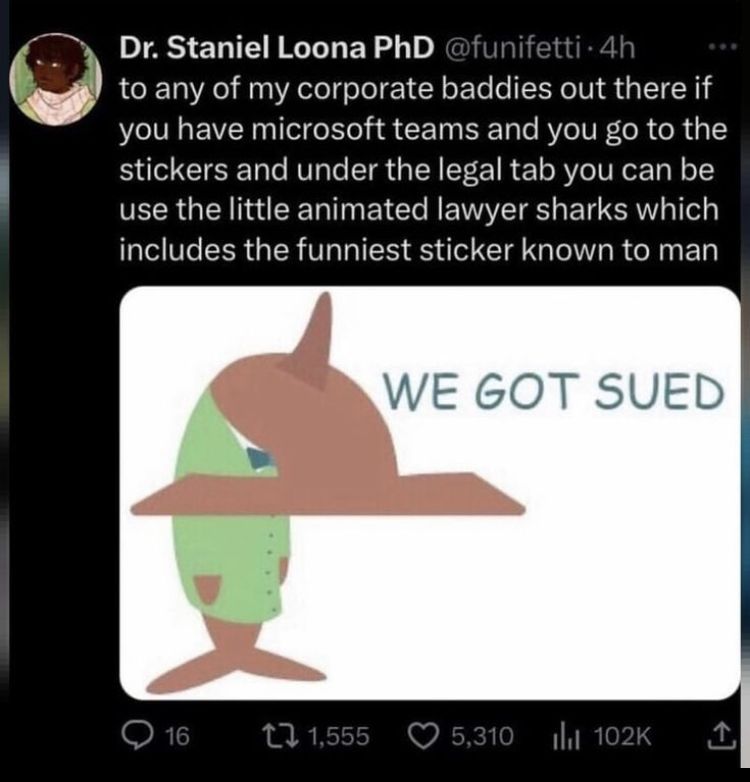 Dr. Staniel Loona PhD @funifetti · 4h
to any of my corporate baddies out there if
you have microsoft teams and you go to the
stickers and under the legal tab you can be
use the little animated lawyer sharks which
includes the funniest sticker known to man
WE GOT SUED
16 1,555 5,310 102K